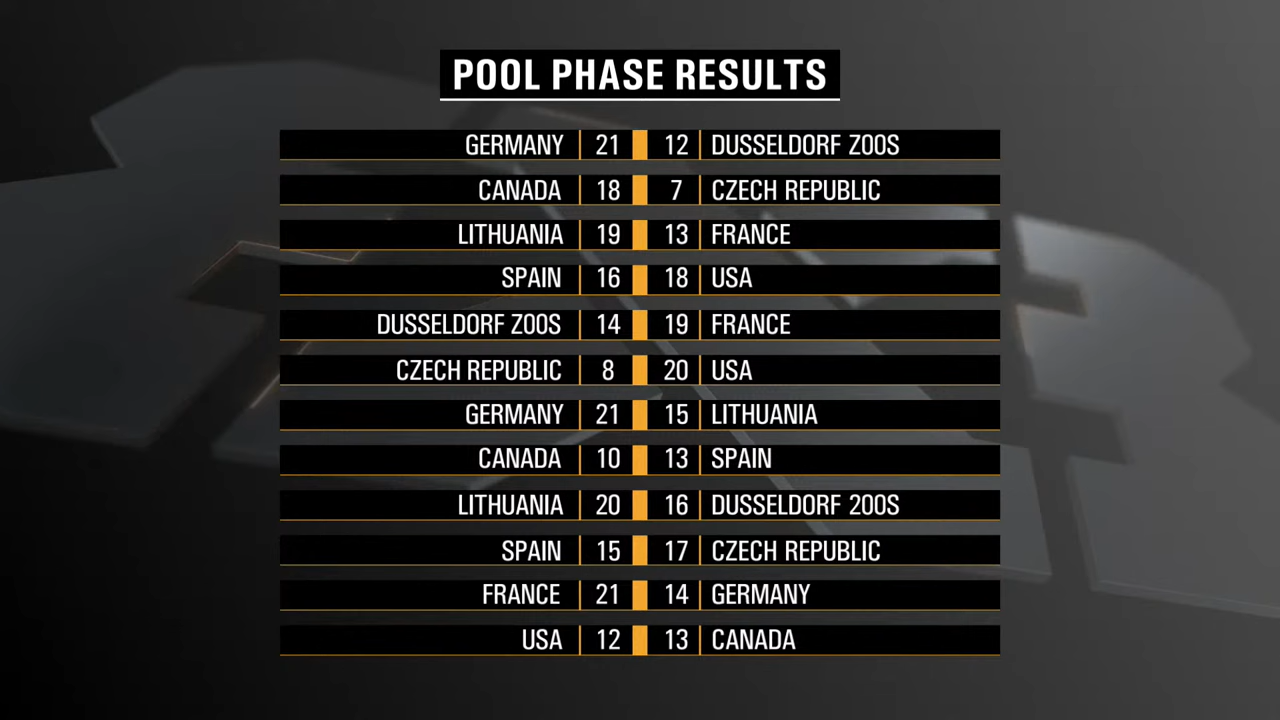 POOL PHASE RESULTS
GERMANY 21 12 DUSSELDORF ZOOS
CANADA 18 7 CZECH REPUBLIC
LITHUANIA 19 13 FRANCE
SPAIN 16 18 USA
DUSSELDORF ZOOS 14 19 FRANCE
CZECH REPUBLIC 8 20 USA
GERMANY 21 15 LITHUANIA
CANADA 10 13 SPAIN
LITHUANIA 20 16 DUSSELDORF 200S
SPAIN 15 17 CZECH REPUBLIC
FRANCE 21 14 GERMANY
USA 12 13 CANADA